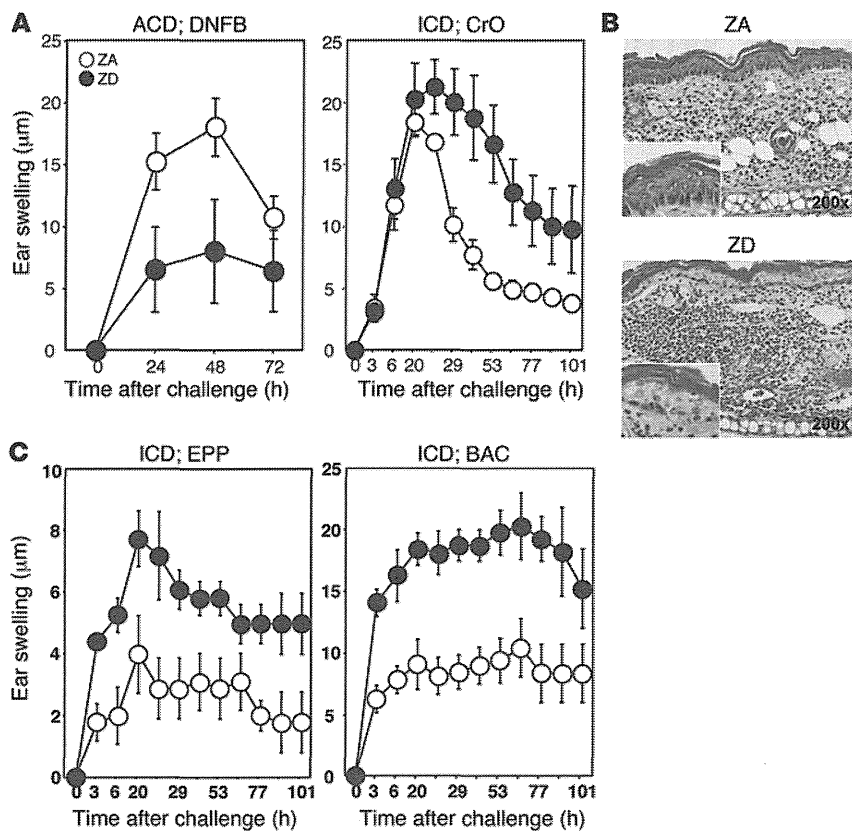 A
ACD; DNFB
ICD; CrO
B
ZA
ZA
ZD
Ear swelling (μm)
25
20
15
10
5
0
0 24 48 72
Time after challenge (h)
25
20
15
10
5
0
0 3 6 20 29 53 77 101
Time after challenge (h)
200x
ZD
200x
C
ICD; EPP
ICD; BAC
Ear swelling (μm)
10
8
6
4
2
0
0 3 6 20 29 77 101
Time after challenge (h)
25
20
15
10
5
0
0 3 6 20 29 53 77 101
Time after challenge (h)